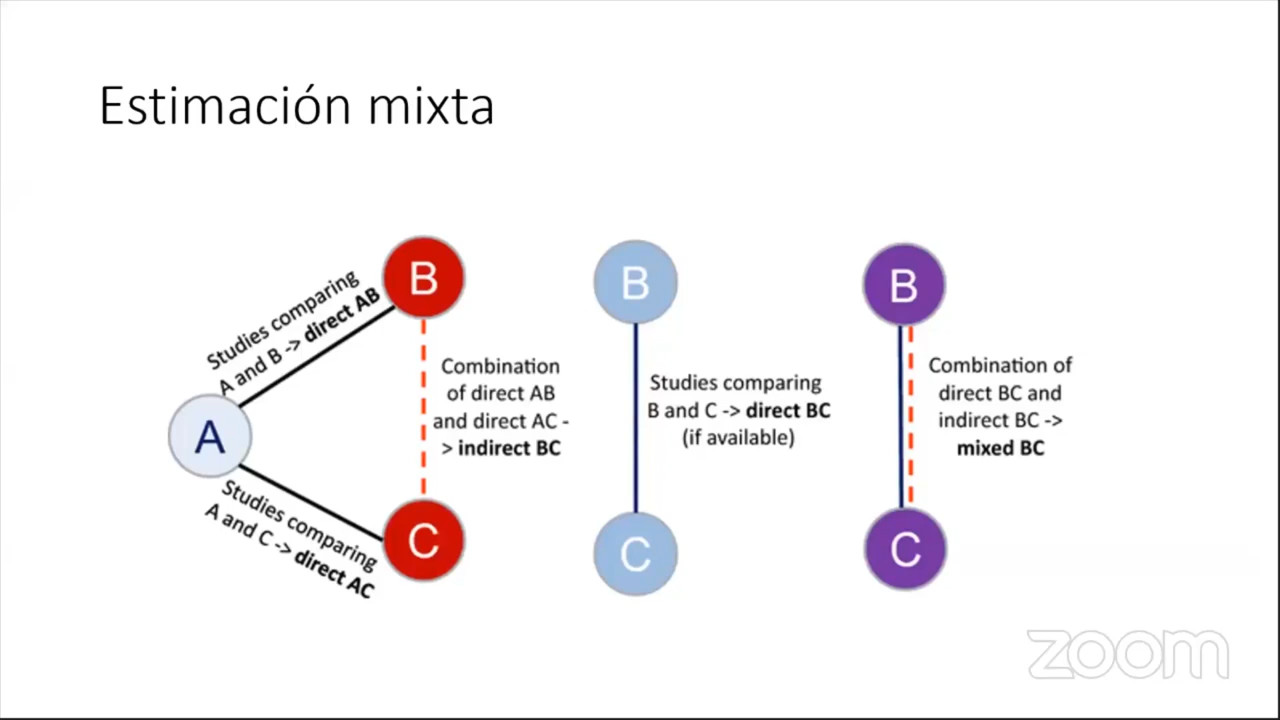 Estimación mixta
Studies comparing
A and B -> direct AB
B
A
Studies comparing
A and C -> direct AC
C
Combination
of direct AB
and direct AC -
> indirect BC
B
Studies comparing
B and C -> direct BC
(if available)
C
B
Combination of
direct BC and
indirect BC ->
mixed BC
C
zoom